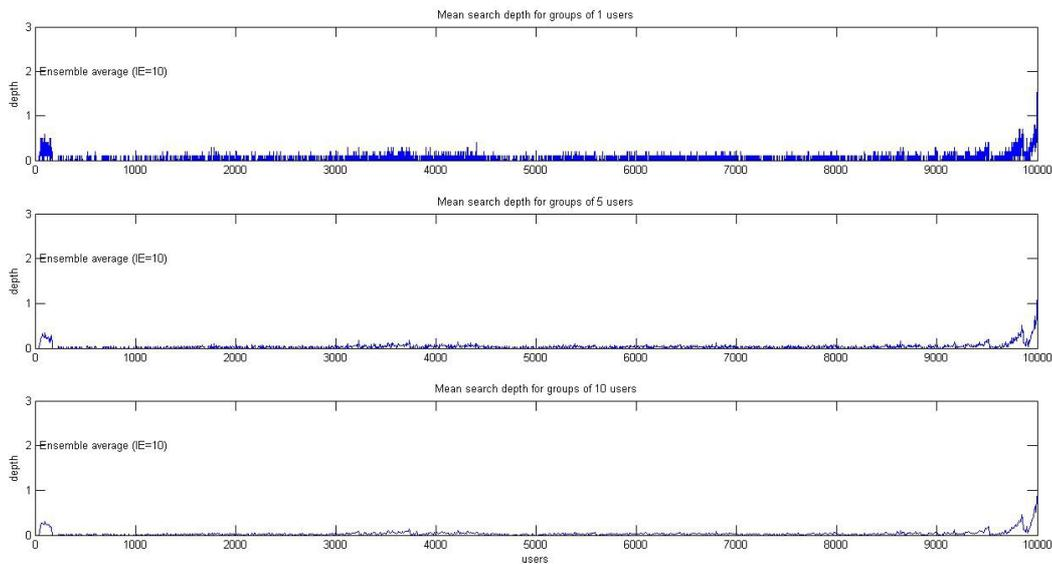 Mean search depth for groups of 1 users
3
2
1
0
depth
Ensemble average (IE=10)
0 1000 2000 3000 4000 5000 6000 7000 8000 9000 10000
Mean search depth for groups of 5 users
3
2
1
0
depth
Ensemble average (IE=10)
0 1000 2000 3000 4000 5000 6000 7000 8000 9000 10000
Mean search depth for groups of 10 users
3
2
1
0
depth
Ensemble average (IE=10)
0 1000 2000 3000 4000 5000 6000 7000 8000 9000 10000
users